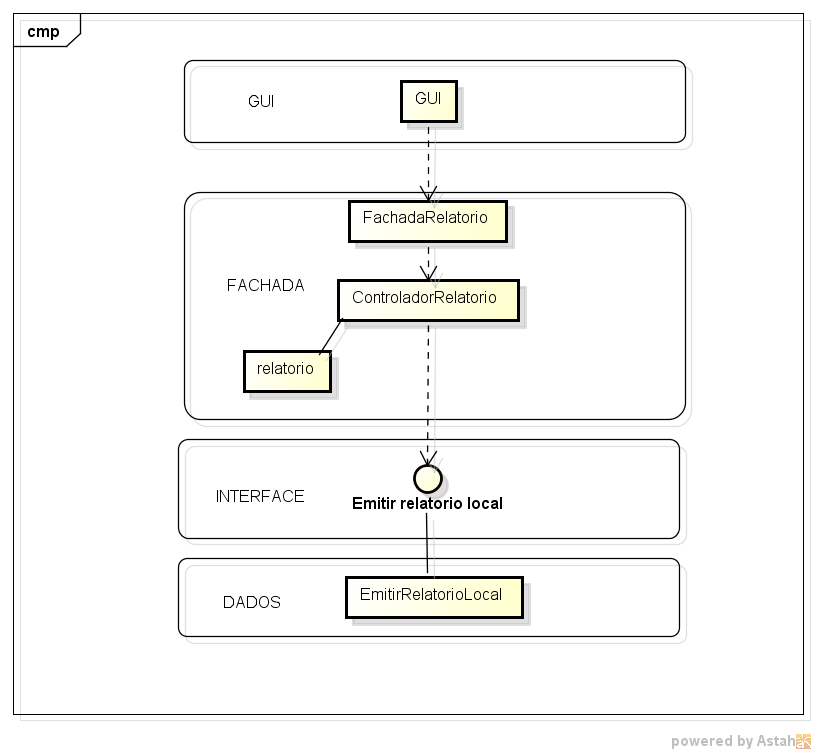 cmp
GUI
GUI
FachadaRelatorio
FACHADA
ControladorRelatorio
relatorio
INTERFACE
Emitir relatorio local
DADOS
EmitirRelatorioLocal
powered by Astah